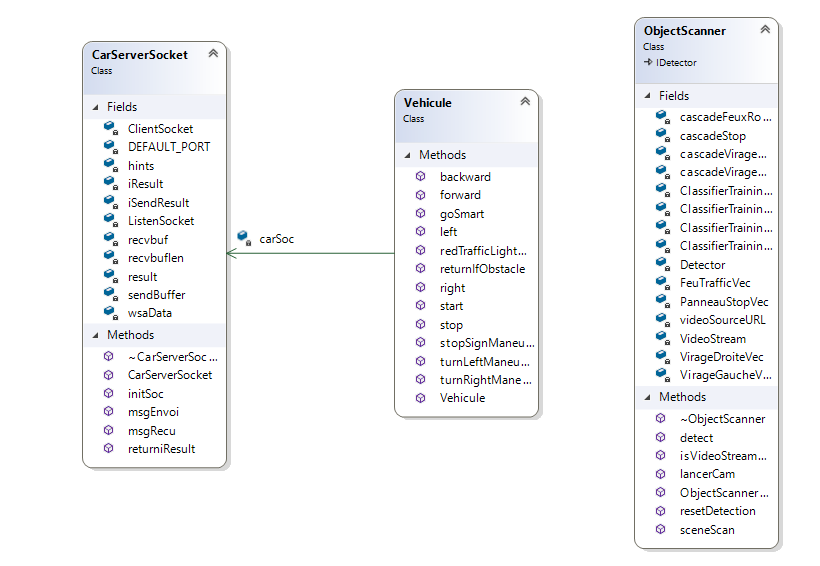 CarServerSocket
Class
Fields
ClientSocket
DEFAULT_PORT
hints
iResult
iSendResult
ListenSocket
recvbuf
recvbuflen
result
sendBuffer
wsaData
Methods
~CarServerSoc...
CarServerSocket
initSoc
msgEnvoi
msgRecu
returniResult
carSoc
Vehicule
Class
Methods
backward
forward
goSmart
left
redTrafficLight...
returnIfObstacle
right
start
stop
stopSignManeu...
turnLeftManeu...
turnRightMane...
Vehicule
ObjectScanner
Class
IDetector
Fields
cascadeFeuxRo...
cascadeStop
cascadeVirage...
cascadeVirage...
ClassifierTrainin...
ClassifierTrainin...
ClassifierTrainin...
ClassifierTrainin...
Detector
FeuTrafficVec
PanneauStopVec
videoSourceURL
VideoStream
VirageDroiteVec
VirageGaucheV...
Methods
~ObjectScanner
detect
isVideoStream...
lancerCam
ObjectScanner...
resetDetection
sceneScan